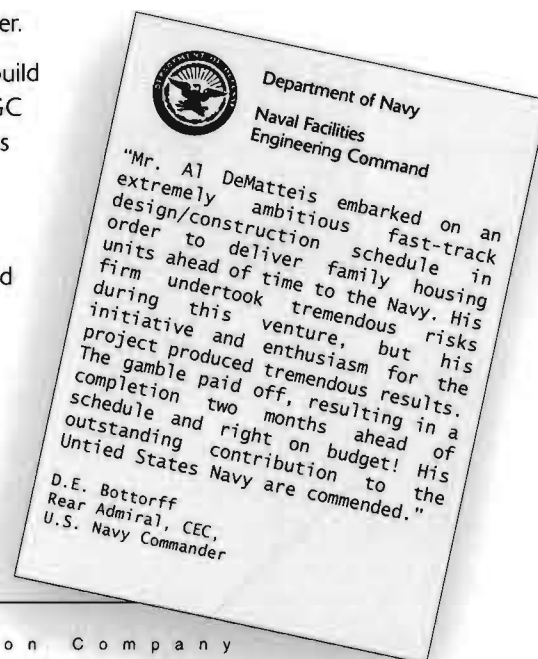 er.
uild
GC
s
d
Department of Navy
Naval Facilities
Engineering Command
"Mr. Al DeMatteis embarked on an
extremely ambitious fast-track
design/construction schedule in
order to deliver family housing
units ahead of time to the Navy. His
firm undertook tremendous risks
during this venture, but his
initiative and enthusiasm for the
project produced tremendous results.
The gamble paid off, resulting in a
completion two months ahead of
schedule and right on budget! His
outstanding contribution to the
Untied States Navy are commended."
D.E. Bottorff
Rear Admiral, CEC,
U.S. Navy Commander
on Company